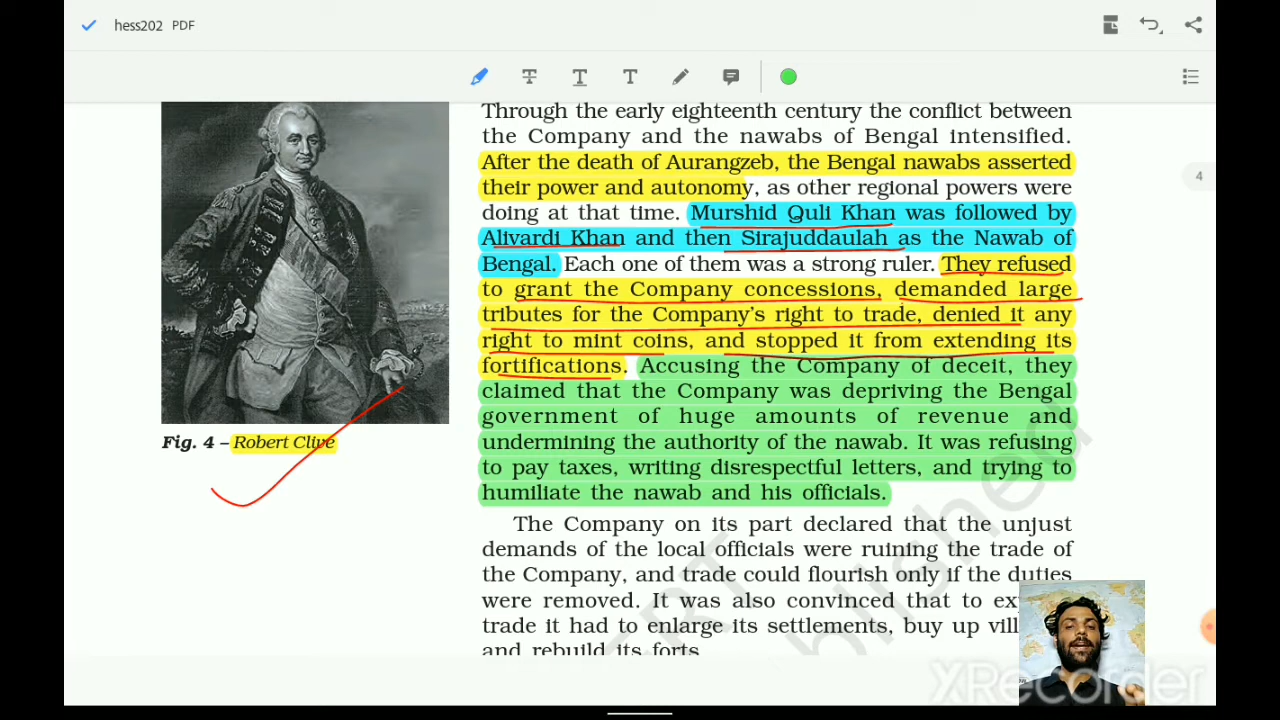 hess202 PDF
Through the early eighteenth century the conflict between
the Company and the nawabs of Bengal intensified.
After the death of Aurangzeb, the Bengal nawabs asserted
their power and autonomy, as other regional powers were
doing at that time. Murshid Quli Khan was followed by
Alivardi Khan and then Sirajuddaulah as the Nawab of
Bengal. Each one of them was a strong ruler. They refused
to grant the Company concessions, demanded large
tributes for the Company's right to trade, denied it any
right to mint coins, and stopped it from extending its
fortifications. Accusing the Company of deceit, they
claimed that the Company was depriving the Bengal
government of huge amounts of revenue and
undermining the authority of the nawab. It was refusing
to pay taxes, writing disrespectful letters, and trying to
humiliate the nawab and his officials.
The Company on its part declared that the unjust
demands of the local officials were ruining the trade of
the Company, and trade could flourish only if the duties
were removed. It was also convinced that to
trade it had to enlarge its settlements, buy up
and rebuild its forts
Fig. 4 – Robert Clive
4
XRecorder